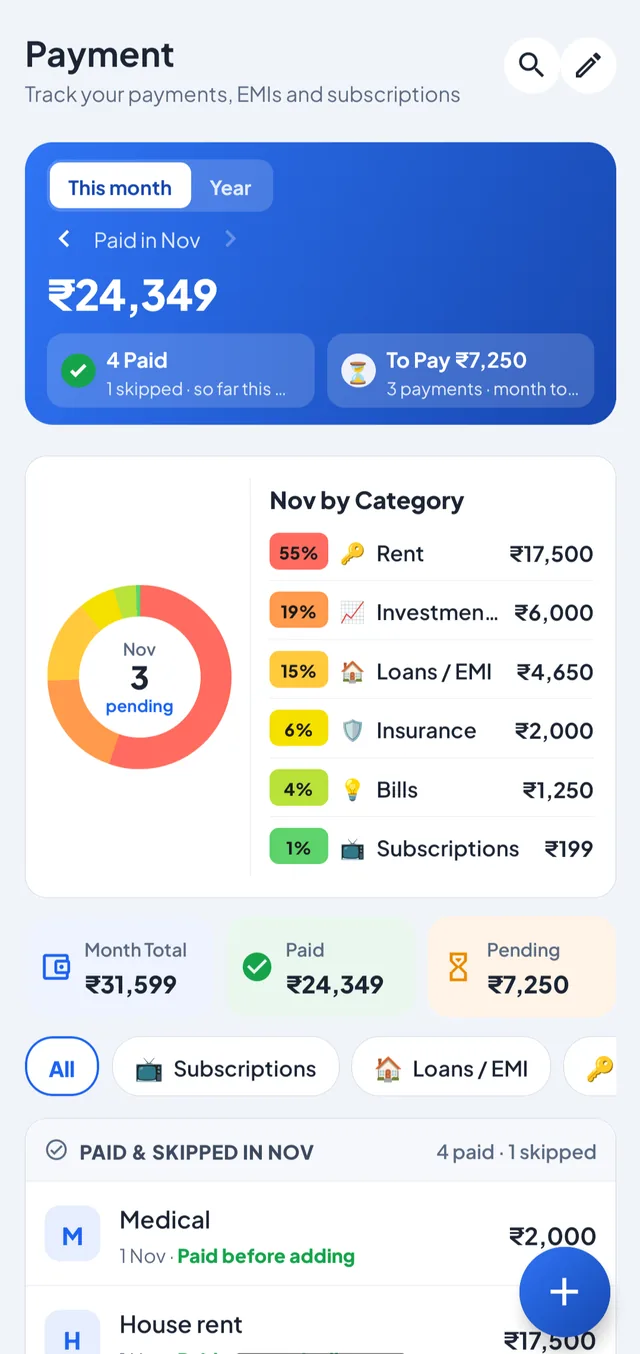 Payment
Track your payments, EMIs and subscriptions
This month
Year
Paid in Nov
₹24,349
4 Paid
1 skipped · so far this ...
To Pay ₹7,250
3 payments · month to...
Nov by Category
55% Rent ₹17,500
19% Investmen... ₹6,000
15% Loans / EMI ₹4,650
6% Insurance ₹2,000
4% Bills ₹1,250
1% Subscriptions ₹199
Nov
3
pending
Month Total
₹31,599
Paid
₹24,349
Pending
₹7,250
All
Subscriptions
Loans / EMI
PAID & SKIPPED IN NOV
4 paid · 1 skipped
M
Medical
1 Nov · Paid before adding
₹2,000
H
House rent
₹17,500